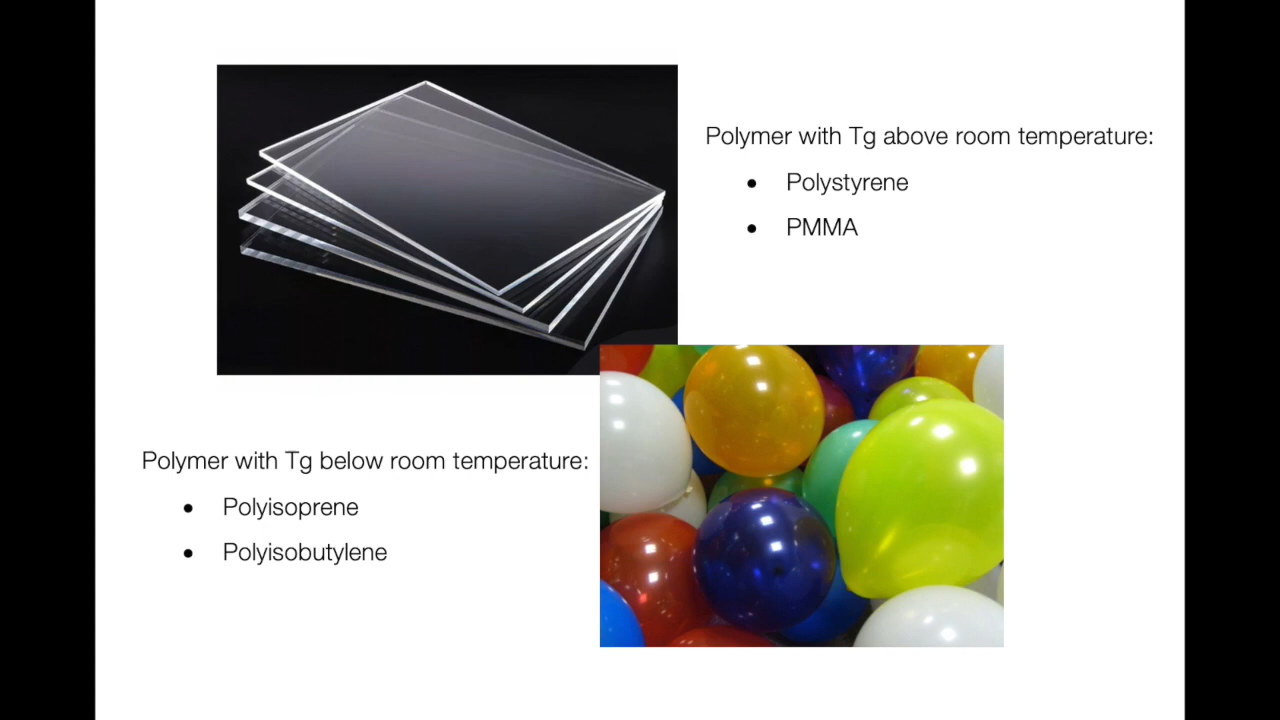 Polymer with Tg above room temperature:
• Polystyrene
• PMMA
Polymer with Tg below room temperature:
• Polyisoprene
• Polyisobutylene